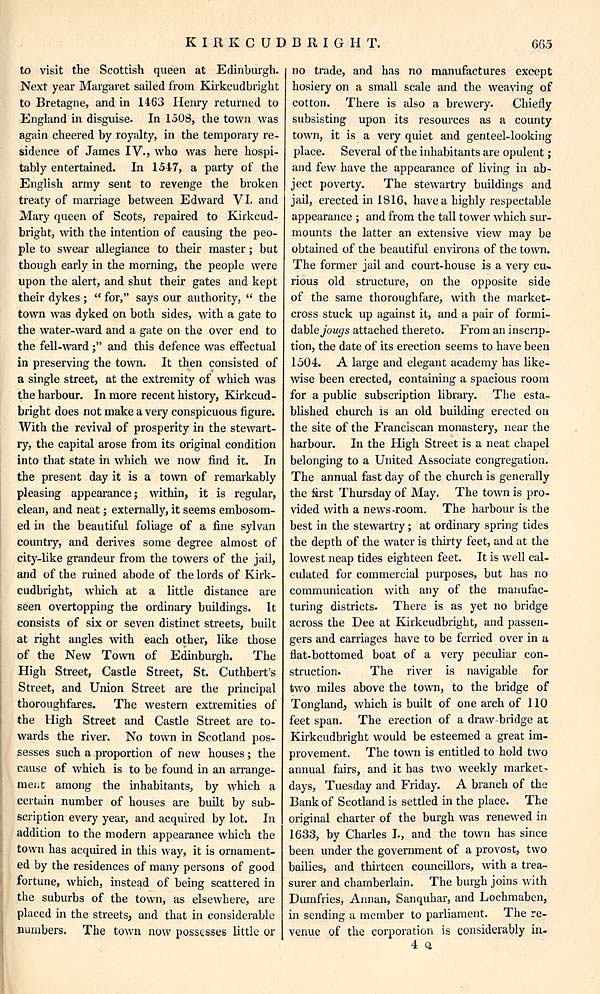 KIRKCUDBRIGHT.
665
to visit the Scottish queen at Edinburgh.
Next year Margaret sailed from Kirkcudbright
to Bretagne, and in 1463 Henry returned to
England in disguise. In 1508, the town was
again cheered by royalty, in the temporary re-
sidence of James IV., who was here hospi-
tably entertained. In 1547, a party of the
English army sent to revenge the broken
treaty of marriage between Edward VI. and
Mary queen of Scots, repaired to Kirkcud-
bright, with the intention of causing the peo-
ple to swear allegiance to their master; but
though early in the morning, the people were
upon the alert, and shut their gates and kept
their dykes; “ for,” says our authority, “ the
town was dyked on both sides, with a gate to
the water-ward and a gate on the over end to
the fell-ward;” and this defence was effectual
in preserving the town. It then consisted of
a single street, at the extremity of which was
the harbour. In more recent history, Kirkcud-
bright does not make a very conspicuous figure.
With the revival of prosperity in the stewart-
ry, the capital arose from its original condition
into that state in which we now find it. In
the present day it is a town of remarkably
pleasing appearance; within, it is regular,
clean, and neat; externally, it seems embosom-
ed in the beautiful foliage of a fine sylvan
country, and derives some degree almost of
city-like grandeur from the towers of the jail,
and of the ruined abode of the lords of Kirk-
cudbright, which at a little distance are
seen overtopping the ordinary buildings. It
consists of six or seven distinct streets, built
at right angles with each other, like those
of the New Town of Edinburgh. The
High Street, Castle Street, St. Cuthbert's
Street, and Union Street are the principal
thoroughfares. The western extremities of
the High Street and Castle Street are to-
wards the river. No town in Scotland pos-
sesses such a proportion of new houses; the
cause of which is to be found in an arrange-
ment among the inhabitants, by which a
certain number of houses are built by sub-
scription every year, and acquired by lot. In
addition to the modern appearance which the
town has acquired in this way, it is ornament-
ed by the residences of many persons of good
fortune, which, instead of being scattered in
the suburbs of the town, as elsewhere, are
placed in the streets, and that in considerable
numbers. The town now possesses little or
no trade, and has no manufactures except
hosiery on a small scale and the weaving of
cotton. There is also a brewery. Chiefly
subsisting upon its resources as a county
town, it is a very quiet and genteel-looking
place. Several of the inhabitants are opulent;
and few have the appearance of living in ab-
ject poverty. The stewartry buildings and
jail, erected in 1816, have a highly respectable
appearance; and from the tall tower which sur-
mounts the latter an extensive view may be
obtained of the beautiful environs of the town.
The former jail and court-house is a very cu-
rious old structure, on the opposite side
of the same thoroughfare, with the market-
cross stuck up against it, and a pair of formi-
dable jougs attached thereto. From an inscrip-
tion, the date of its erection seems to have been
1504. A large and elegant academy has like-
wise been erected, containing a spacious room
for a public subscription library. The esta-
blished church is an old building erected on
the site of the Franciscan monastery, near the
harbour. In the High Street is a neat chapel
belonging to a United Associate congregation.
The annual fast day of the church is generally
the first Thursday of May. The town is pro-
vided with a news-room. The harbour is the
best in the stewartry; at ordinary spring tides
the depth of the water is thirty feet, and at the
lowest neap tides eighteen feet. It is well cal-
culated for commercial purposes, but has no
communication with any of the manufac-
turing districts. There is as yet no bridge
across the Dee at Kirkcudbright, and passen-
gers and carriages have to be ferried over in a
flat-bottomed boat of a very peculiar con-
struction. The river is navigable for
two miles above the town, to the bridge of
Tongland, which is built of one arch of 110
feet span. The erection of a draw-bridge at
Kirkcudbright would be esteemed a great im-
provement. The town is entitled to hold two
annual fairs, and it has two weekly market-
days, Tuesday and Friday. A branch of the
Bank of Scotland is settled in the place. The
original charter of the burgh was renewed in
1633, by Charles I., and the town has since
been under the government of a provost, two
bailies, and thirteen councillors, with a trea-
surer and chamberlain. The burgh joins with
Dumfries, Annan, Sanquhar, and Lochmaben,
in sending a member to parliament. The re-
venue of the corporation is considerably in-
4 Q